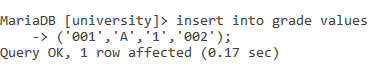 MariaDB [university]> insert into grade values
    -> ('001','A','1','002');
Query OK, 1 row affected (0.17 sec)